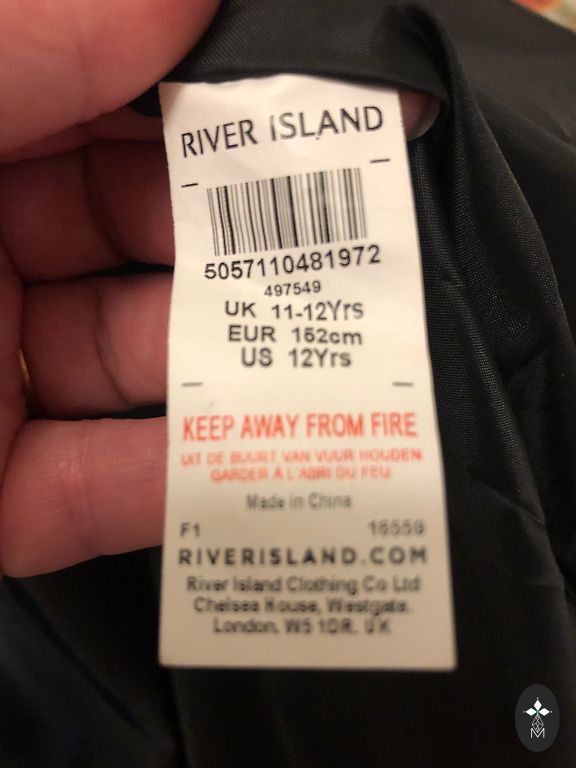 RIVER ISLAND
5057110481972
497549
UK 11-12Yrs
EUR 152cm
US 12Yrs
KEEP AWAY FROM FIRE
UIT DE BUURT VAN VUUR HOUDEN
GARDER À L'ABRI DU FEU
Made in China
F1 16559
RIVERISLAND.COM
River Island Clothing Co Ltd
Chelsea House, Westgate,
London. W5 1DR. UK
M